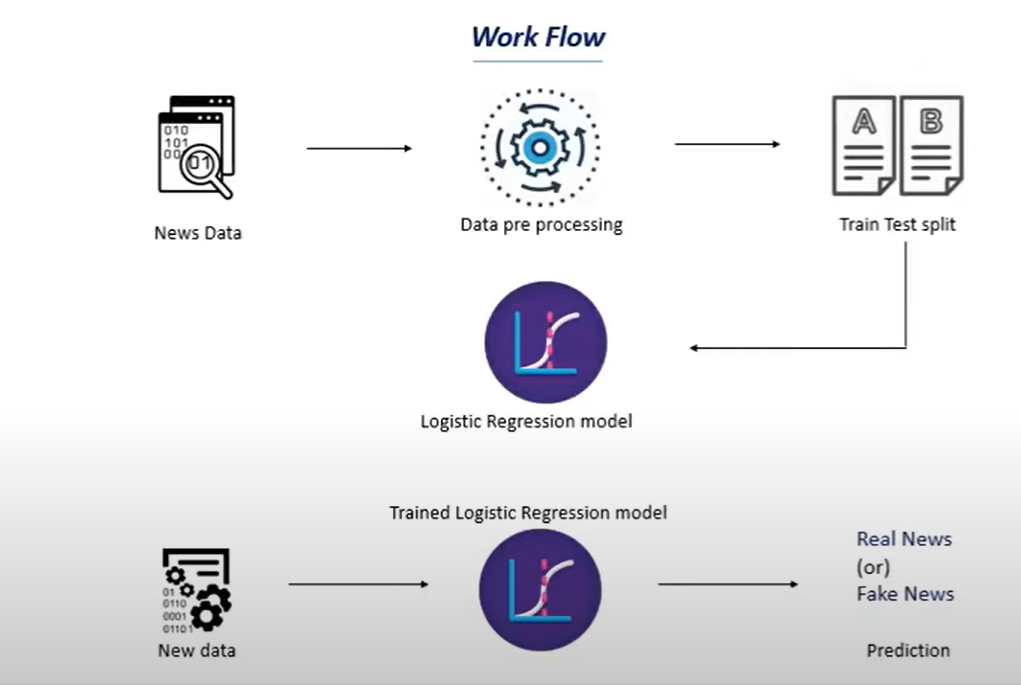 Work Flow
010
101
00
01
A B
News Data
Data pre processing
Train Test split
Logistic Regression model
Trained Logistic Regression model
Real News
(or)
Fake News
01
0110
0001
01101
New data
Prediction